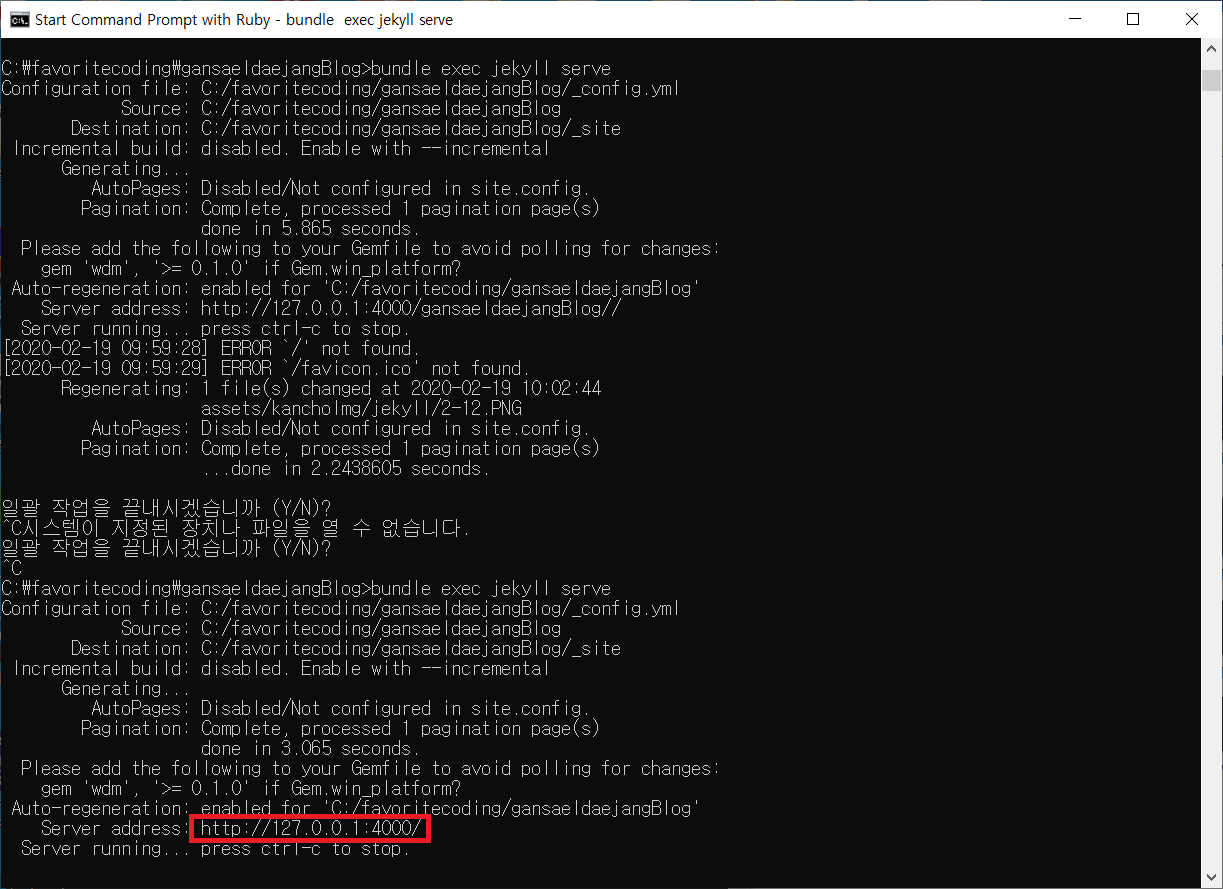 Start Command Prompt with Ruby - bundle  exec jekyll serve
C:₩favoritecoding₩gansaeldaejangBlog>bundle exec jekyll serve
Configuration file: C:/favoritecoding/gansaeldaejangBlog/_config.yml
Source: C:/favoritecoding/gansaeldaejangBlog
Destination: C:/favoritecoding/gansaeldaejangBlog/_site
Incremental build: disabled. Enable with --incremental
Generating...
AutoPages: Disabled/Not configured in site.config.
Pagination: Complete, processed 1 pagination page(s)
done in 5.865 seconds.
Please add the following to your Gemfile to avoid polling for changes:
gem 'wdm', '>= 0.1.0' if Gem.win_platform?
Auto-regeneration: enabled for 'C:/favoritecoding/gansaeldaejangBlog'
Server address: http://127.0.0.1:4000/gansaeldaejangBlog//
Server running... press ctrl-c to stop.
[2020-02-19 09:59:28] ERROR `/' not found.
[2020-02-19 09:59:29] ERROR `/favicon.ico' not found.
Regenerating: 1 file(s) changed at 2020-02-19 10:02:44
assets/kancholmg/jekyll/2-12.PNG
AutoPages: Disabled/Not configured in site.config.
Pagination: Complete, processed 1 pagination page(s)
...done in 2.2438605 seconds.
일괄 작업을 끝내시겠습니까 (Y/N)?
^C시스템이 지정된 장치나 파일을 열 수 없습니다.
일괄 작업을 끝내시겠습니까 (Y/N)?
^C
C:₩favoritecoding₩gansaeldaejangBlog>bundle exec jekyll serve
Configuration file: C:/favoritecoding/gansaeldaejangBlog/_config.yml
Source: C:/favoritecoding/gansaeldaejangBlog
Destination: C:/favoritecoding/gansaeldaejangBlog/_site
Incremental build: disabled. Enable with --incremental
Generating...
AutoPages: Disabled/Not configured in site.config.
Pagination: Complete, processed 1 pagination page(s)
done in 3.065 seconds.
Please add the following to your Gemfile to avoid polling for changes:
gem 'wdm', '>= 0.1.0' if Gem.win_platform?
Auto-regeneration: enabled for 'C:/favoritecoding/gansaeldaejangBlog'
Server address: http://127.0.0.1:4000/
Server running... press ctrl-c to stop.